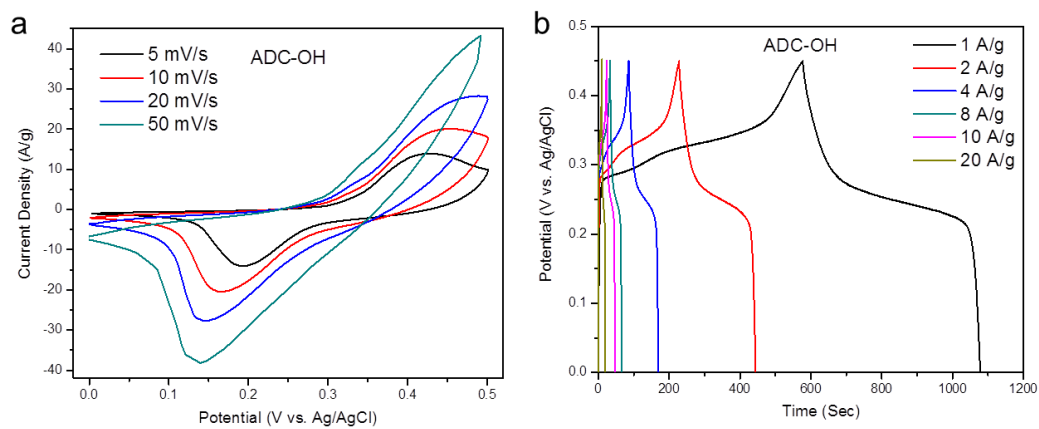 a
ADC-OH
5 mV/s
10 mV/s
20 mV/s
50 mV/s
Current Density (A/g)
40
30
20
10
0
-10
-20
-30
-40
0.0 0.1 0.2 0.3 0.4 0.5
Potential (V vs. Ag/AgCl)
b
ADC-OH
1 A/g
2 A/g
4 A/g
8 A/g
10 A/g
20 A/g
Potential (V vs. Ag/AgCl)
0.5
0.4
0.3
0.2
0.1
0.0
0 200 400 600 800 1000 1200
Time (Sec)